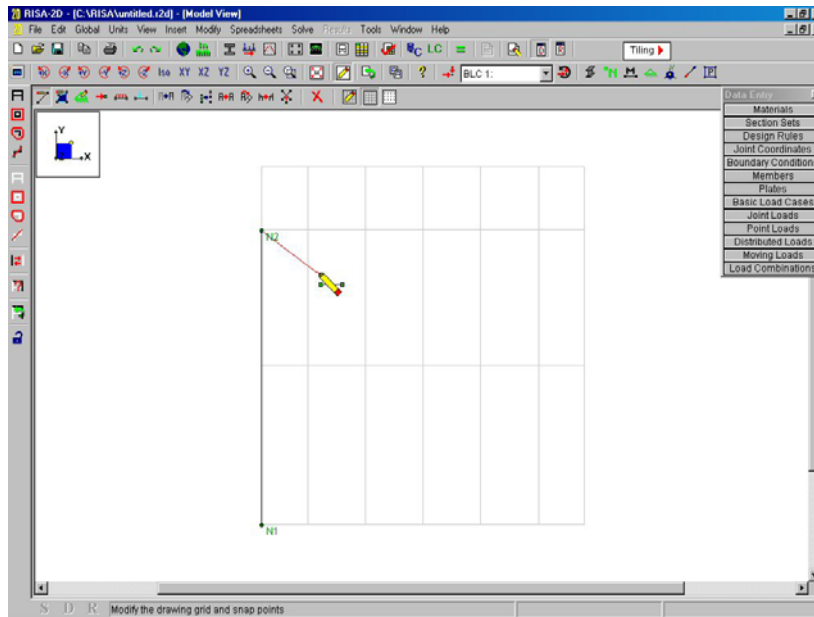 RISA-2D - [C:\RISA\untitled.r2d] - [Model View]
File Edit Global Units View Insert Modify Spreadsheets Solve Results Tools Window Help
LC Tiling
Iso XY XZ YZ BLC 1:
Data Entry
Materials
Section Sets
Design Rules
Joint Coordinates
Boundary Condition
Members
Plates
Basic Load Cases
Joint Loads
Point Loads
Distributed Loads
Moving Loads
Load Combinations
Y
X
N2
N1
S D R Modify the drawing grid and snap points